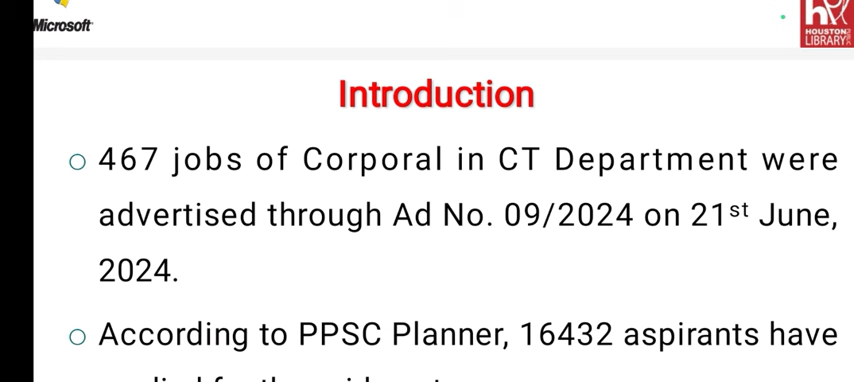 Microsoft
HOUSTON
LIBRARY
Introduction
467 jobs of Corporal in CT Department were
advertised through Ad No. 09/2024 on 21st June,
2024.
According to PPSC Planner, 16432 aspirants have